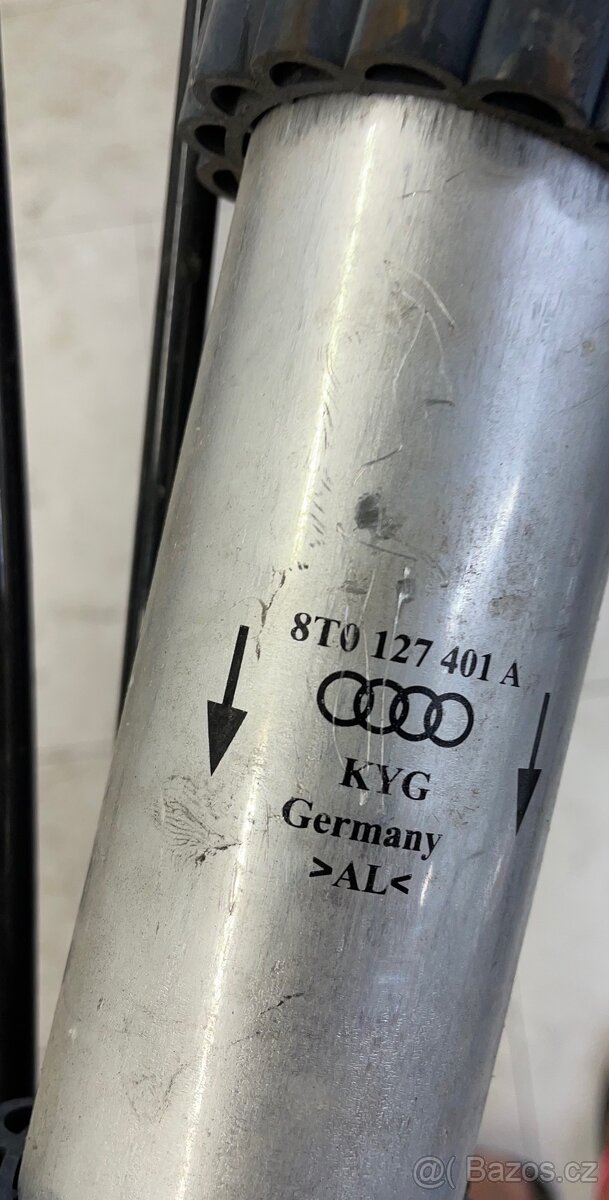 8T0 127 401 A
KYG
Germany
>AL<
@( Bazos.cz